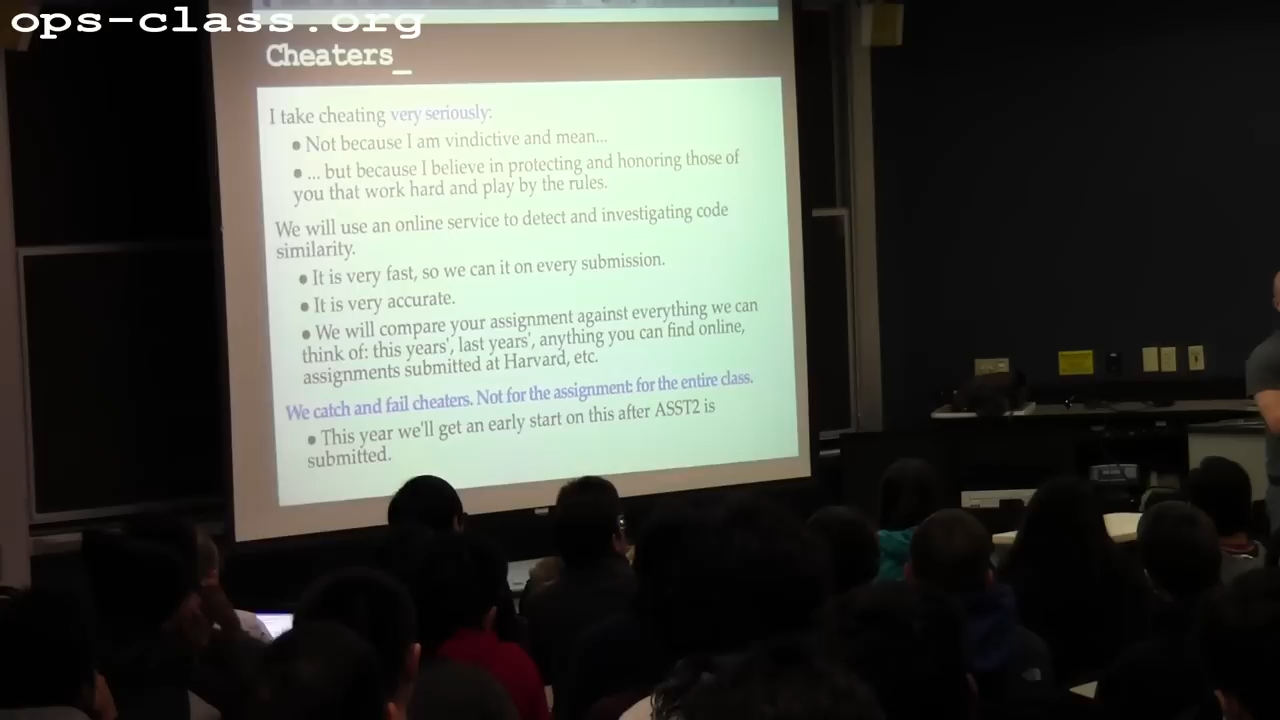 ops-class.org
Cheaters_
I take cheating very seriously:
● Not because I am vindictive and mean...
● ... but because I believe in protecting and honoring those of
you that work hard and play by the rules.
We will use an online service to detect and investigating code
similarity.
● It is very fast, so we can it on every submission.
● It is very accurate.
● We will compare your assignment against everything we can
think of: this years', last years', anything you can find online,
assignments submitted at Harvard, etc.
We catch and fail cheaters. Not for the assignment: for the entire class.
● This year we'll get an early start on this after ASST2 is
submitted.